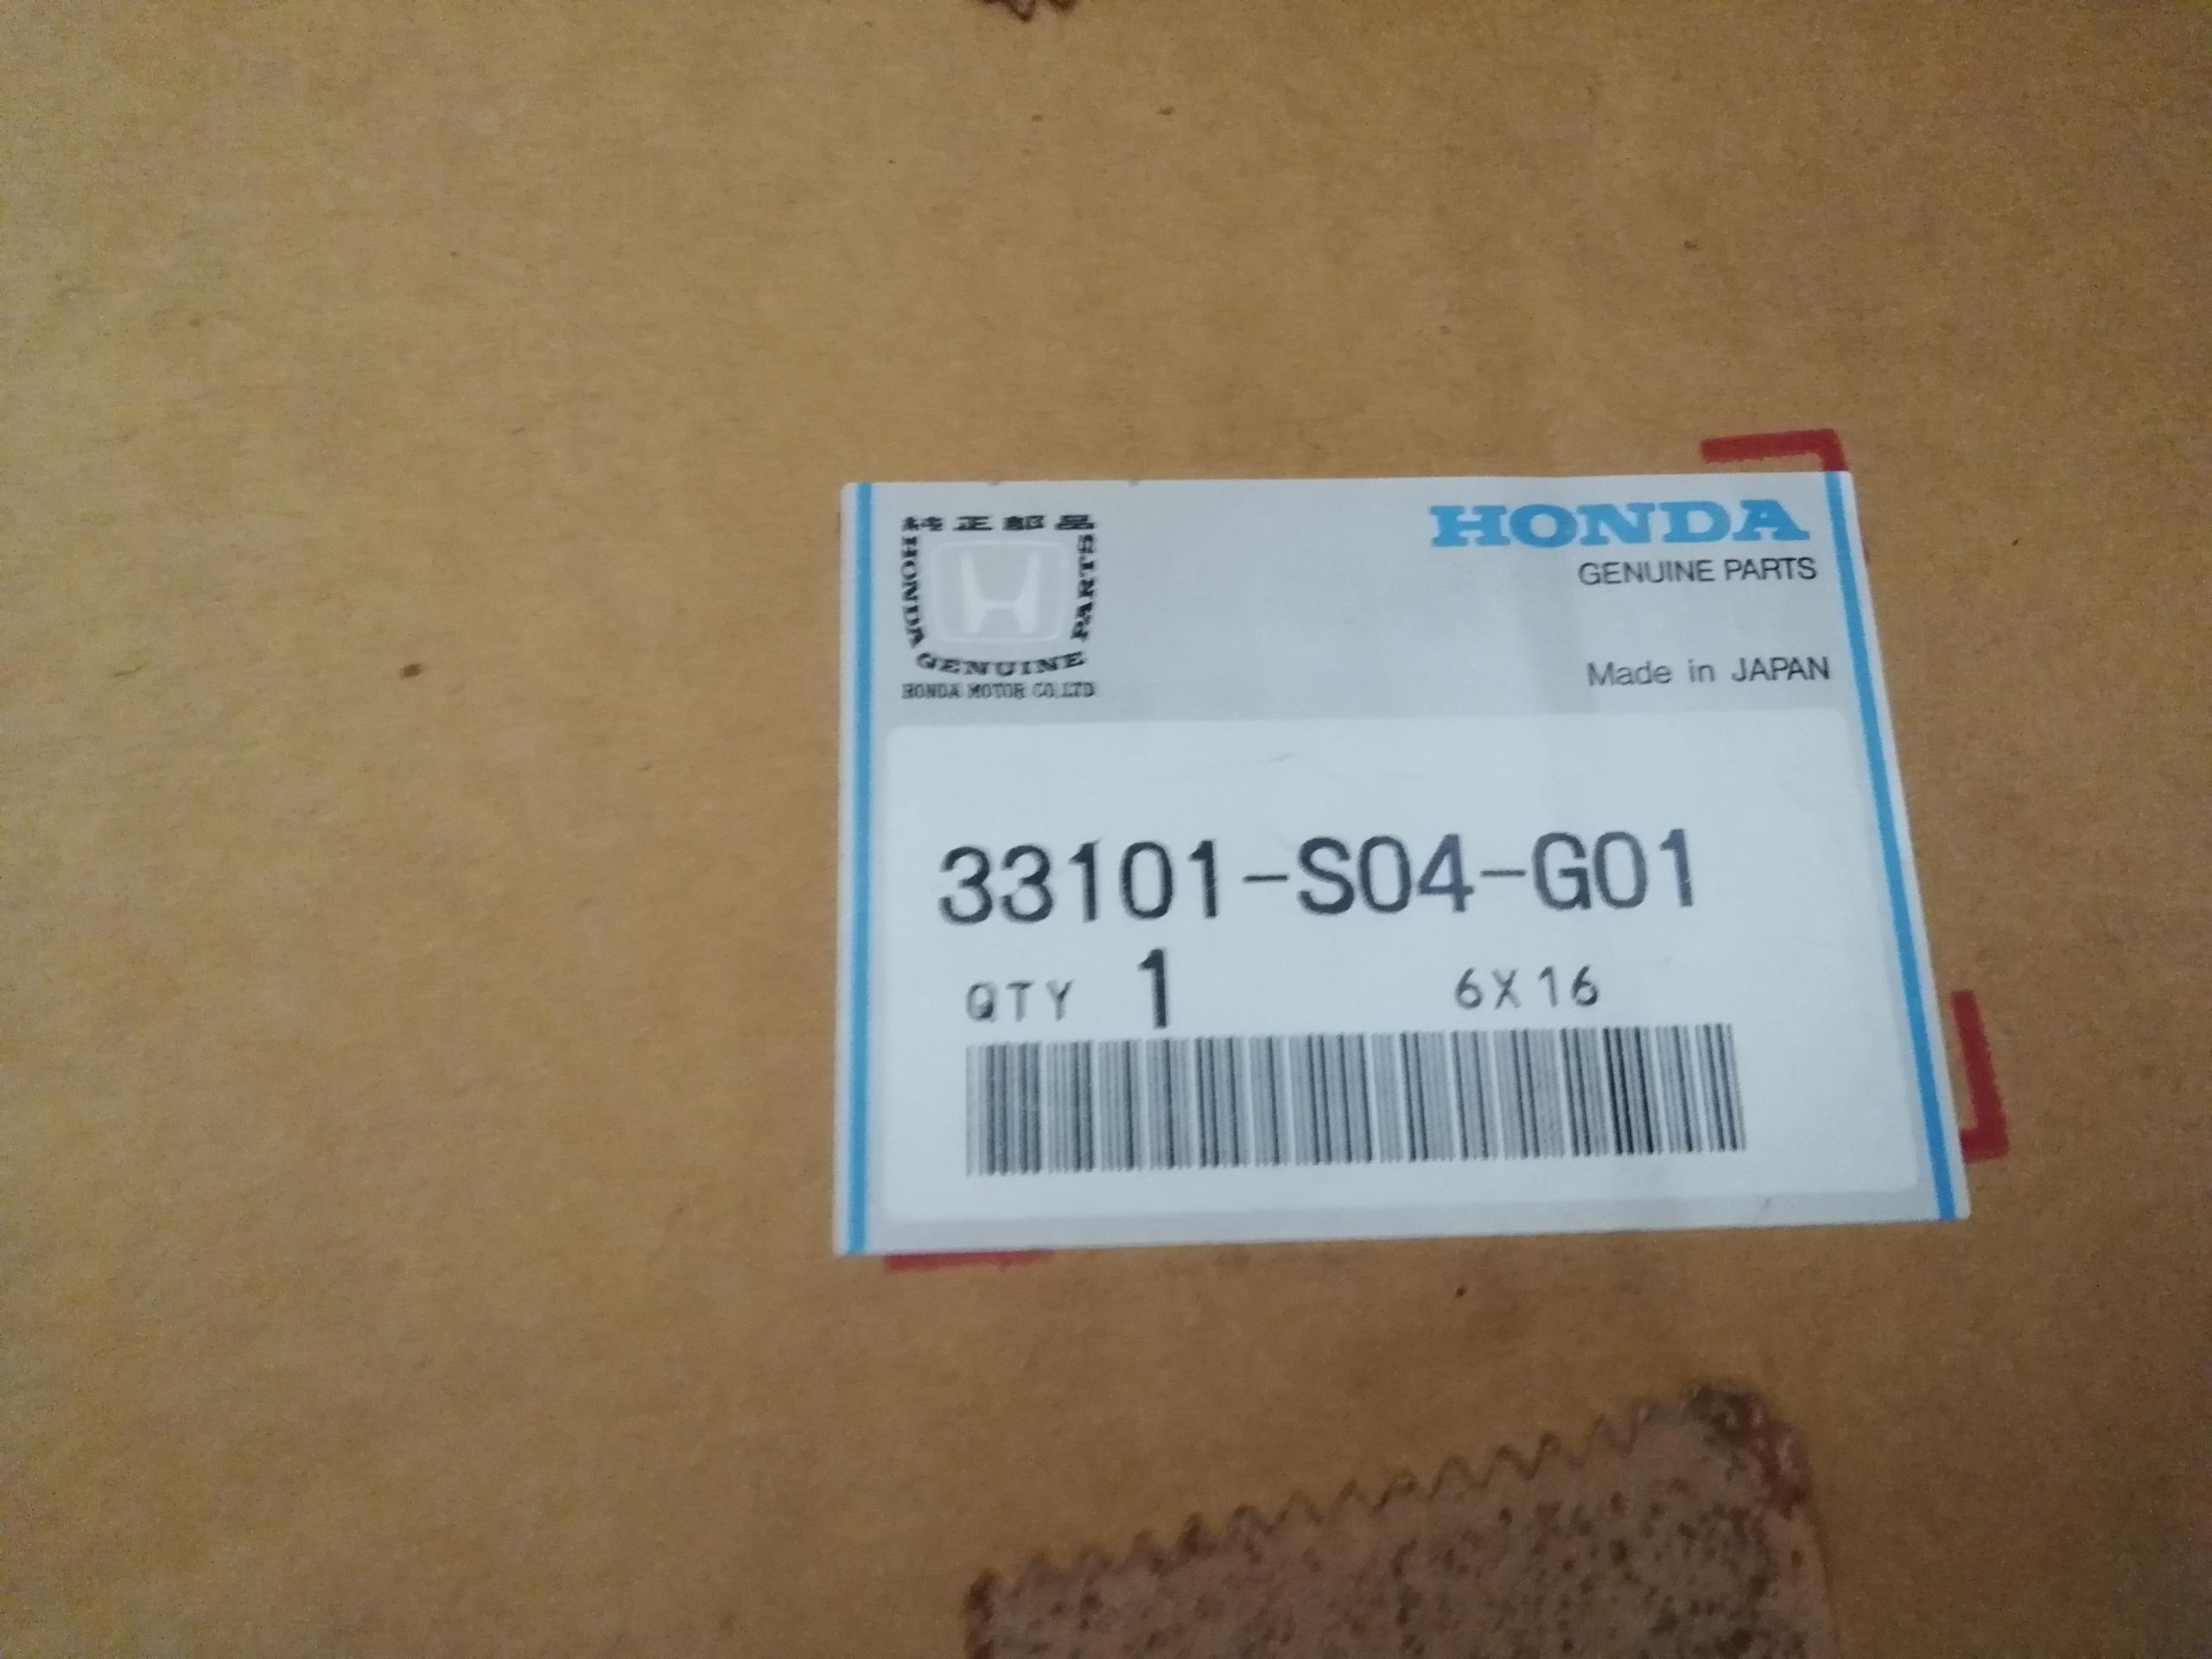 純正部品
HONDA GENUINE PARTS
HONDA MOTOR CO.,LTD
HONDA
GENUINE PARTS
Made in JAPAN
33101-S04-G01
QTY 1 6X16